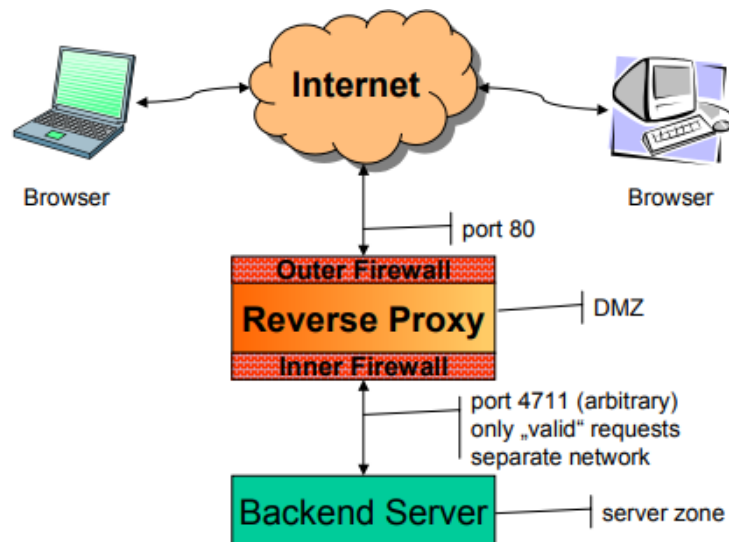 Internet
Browser
Browser
port 80
Outer Firewall
Reverse Proxy
DMZ
Inner Firewall
port 4711 (arbitrary)
only „valid“ requests
separate network
Backend Server
server zone